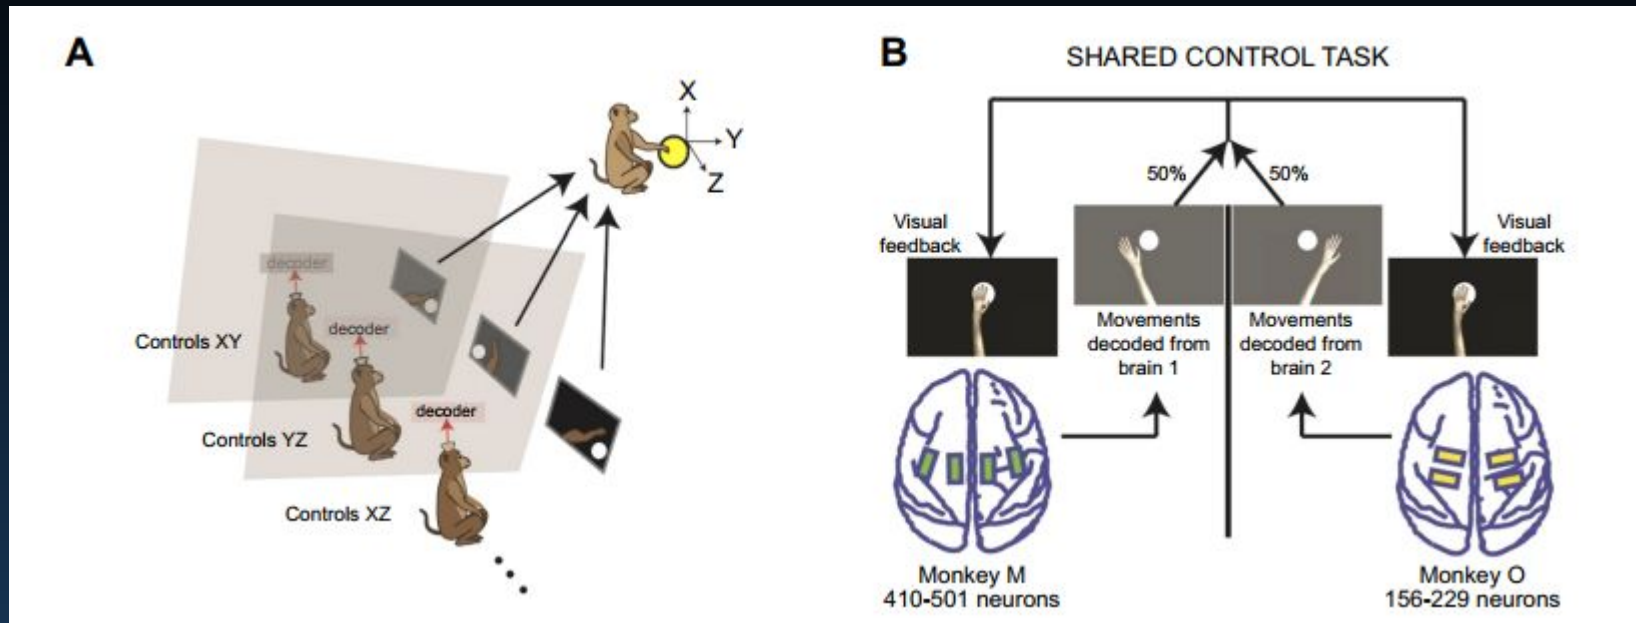 A
X
Y
Z
decoder
Controls XY
decoder
Controls YZ
decoder
Controls XZ
B
SHARED CONTROL TASK
50%
50%
Visual
feedback
Visual
feedback
Movements
decoded from
brain 1
Movements
decoded from
brain 2
Monkey M
410-501 neurons
Monkey O
156-229 neurons